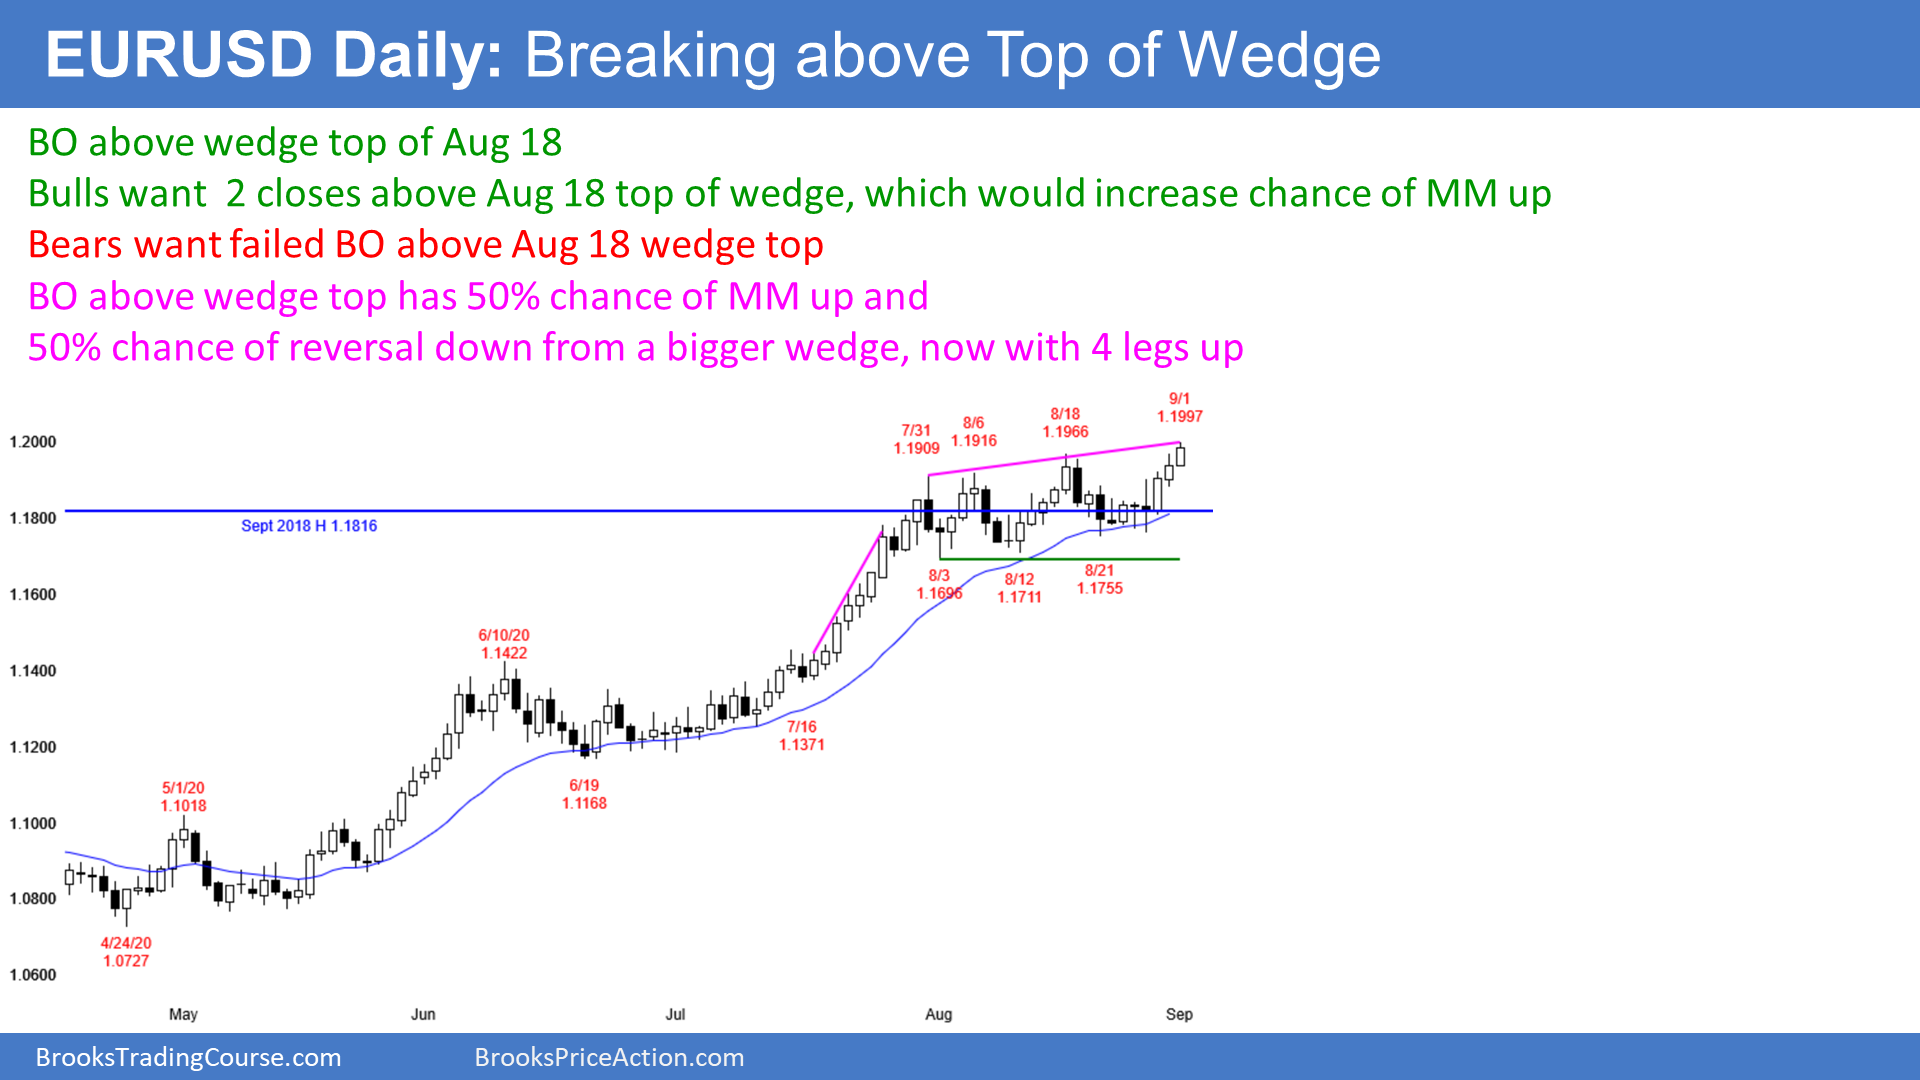 EURUSD Daily: Breaking above Top of Wedge
BO above wedge top of Aug 18
Bulls want  2 closes above Aug 18 top of wedge, which would increase chance of MM up
Bears want failed BO above Aug 18 wedge top
BO above wedge top has 50% chance of MM up and
50% chance of reversal down from a bigger wedge, now with 4 legs up
9/1
1.1997
8/18
1.1966
8/6
1.1916
7/31
1.1909
1.2000
1.1800
Sept 2018 H 1.1816
1.1600
8/3
1.1696
8/12
1.1711
8/21
1.1755
6/10/20
1.1422
1.1400
7/16
1.1371
1.1200
6/19
1.1168
5/1/20
1.1018
1.1000
1.0800
4/24/20
1.0727
1.0600
May
Jun
Jul
Aug
Sep
BrooksTradingCourse.com
BrooksPriceAction.com